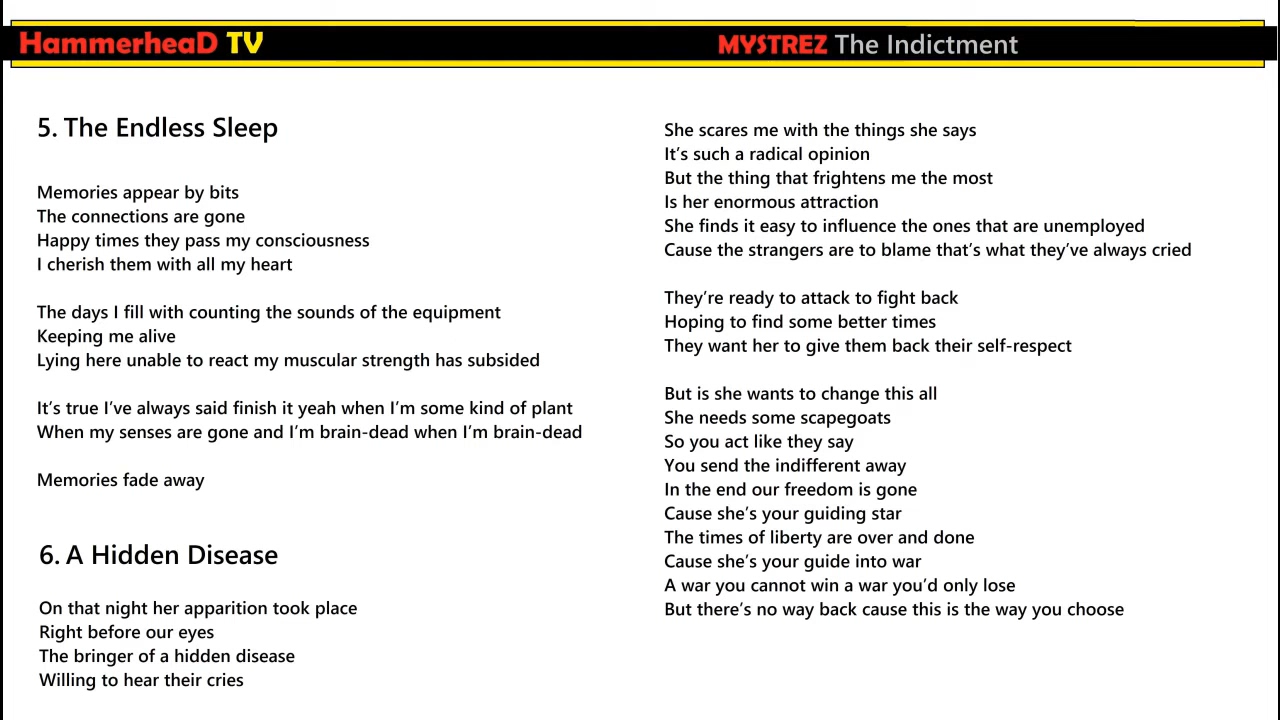 HammerheaD TV
MYSTREZ The Indictment
5. The Endless Sleep
Memories appear by bits
The connections are gone
Happy times they pass my consciousness
I cherish them with all my heart
The days I fill with counting the sounds of the equipment
Keeping me alive
Lying here unable to react my muscular strength has subsided
It’s true I’ve always said finish it yeah when I’m some kind of plant
When my senses are gone and I’m brain-dead when I’m brain-dead
Memories fade away
6. A Hidden Disease
On that night her apparition took place
Right before our eyes
The bringer of a hidden disease
Willing to hear their cries
She scares me with the things she says
It’s such a radical opinion
But the thing that frightens me the most
Is her enormous attraction
She finds it easy to influence the ones that are unemployed
Cause the strangers are to blame that’s what they’ve always cried
They’re ready to attack to fight back
Hoping to find some better times
They want her to give them back their self-respect
But is she wants to change this all
She needs some scapegoats
So you act like they say
You send the indifferent away
In the end our freedom is gone
Cause she’s your guiding star
The times of liberty are over and done
Cause she’s your guide into war
A war you cannot win a war you’d only lose
But there’s no way back cause this is the way you choose